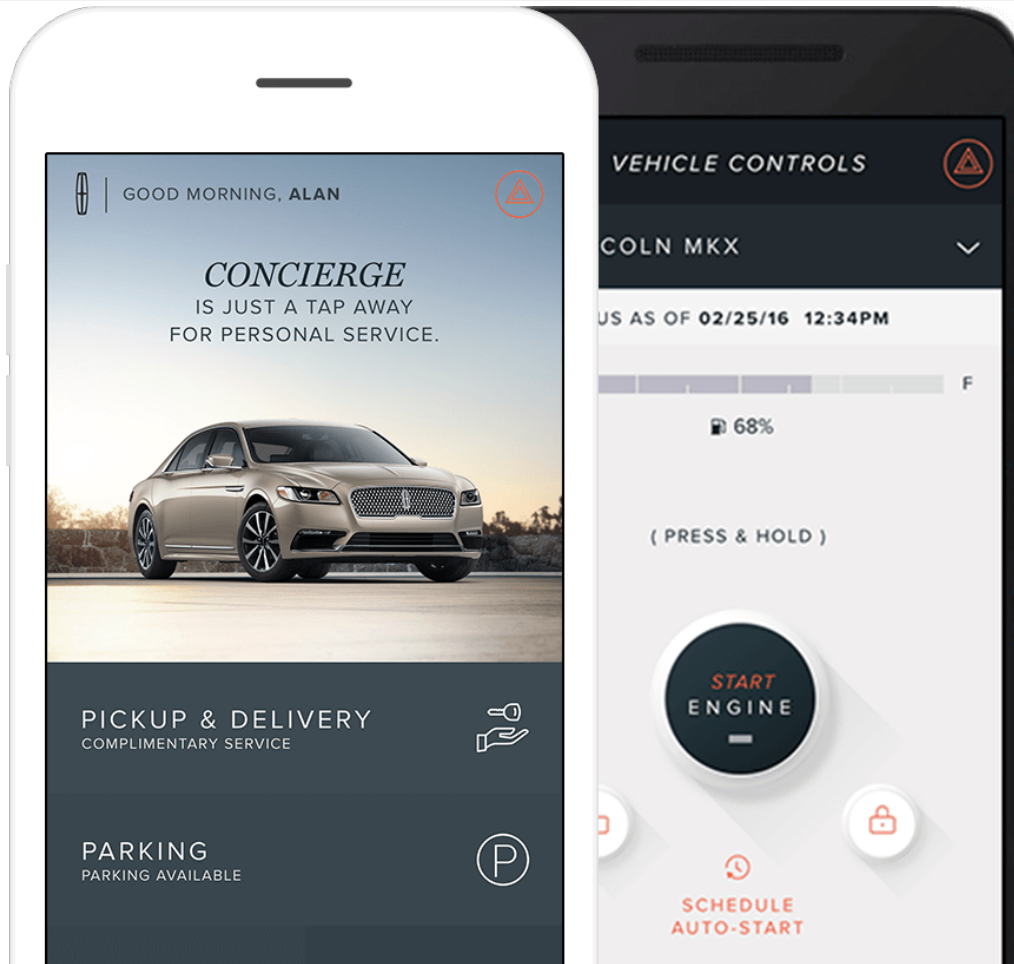 GOOD MORNING, ALAN
CONCIERGE
IS JUST A TAP AWAY
FOR PERSONAL SERVICE.
PICKUP & DELIVERY
COMPLIMENTARY SERVICE
P
PARKING
PARKING AVAILABLE
VEHICLE CONTROLS
COLN MKX
US AS OF 02/25/16 12:34PM
F
68%
( PRESS & HOLD )
START
ENGINE
SCHEDULE
AUTO-START